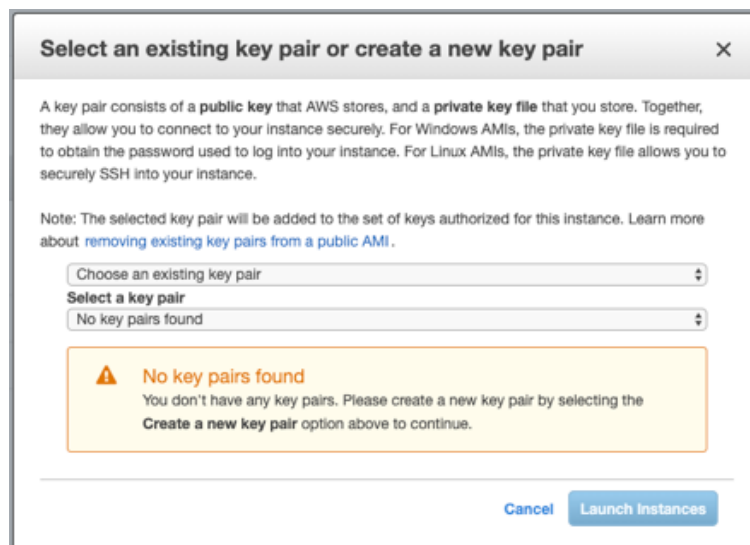 Select an existing key pair or create a new key pair
A key pair consists of a public key that AWS stores, and a private key file that you store. Together,
they allow you to connect to your instance securely. For Windows AMIs, the private key file is required
to obtain the password used to log into your instance. For Linux AMIs, the private key file allows you to
securely SSH into your instance.
Note: The selected key pair will be added to the set of keys authorized for this instance. Learn more
about removing existing key pairs from a public AMI .
Choose an existing key pair
Select a key pair
No key pairs found
No key pairs found
You don't have any key pairs. Please create a new key pair by selecting the
Create a new key pair option above to continue.
Cancel Launch Instances